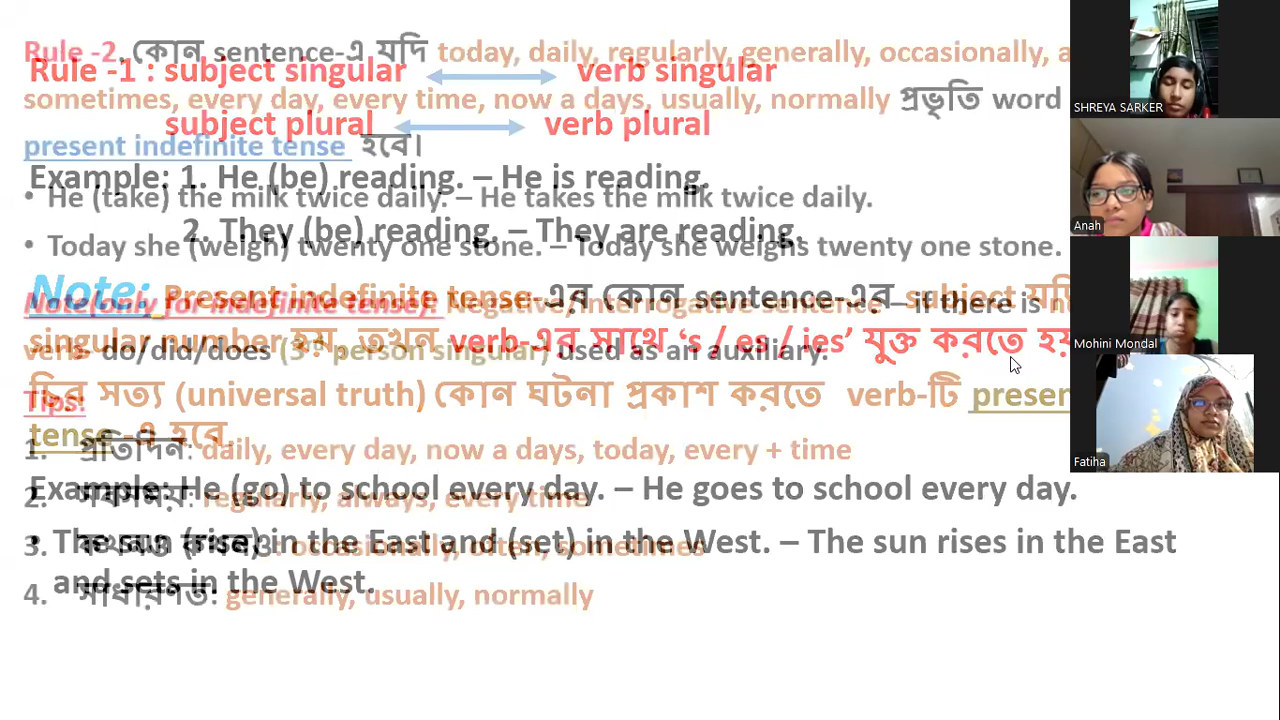 Rule -1 : subject singular verb singular
subject plural verb plural
Example: 1. He (be) reading. – He is reading.
2. They (be) reading. – They are reading.
Note: Present indefinite tense-এর কোন sentence-এর subject যদি
singular number হয়, তখন verb-এর সাথে ‘s / es / ies’ যুক্ত করতে হয়
চির সত্য (universal truth) কোন ঘটনা প্রকাশ করতে verb-টি
tense -এ হবে.
Example: He (go) to school every day. – He goes to school every day.
• The sun (rise) in the East and (set) in the West. – The sun rises in the East
and sets in the West.
Rule -2. কোন sentence-এ যদি today, daily, regularly, generally, occasionally,
sometimes, every day, every time, now a days, usually, normally প্রভৃতি word
present indefinite tense হবে।
• He (take) the milk twice daily. – He takes the milk twice daily.
• Today she (weigh) twenty one stone. – Today she weighs twenty one stone.
Note(only for indefinite tense): Negative/interrogative sentence – if there is
verb do/did/does (3rd person singular) used as an auxiliary.
Tips!
1. প্রতিদিন: daily, every day, now a days, today, every + time
2. regularly, always, every time
3. occasionally, often, sometimes
4. সাধারণত: generally, usually, normally
SHREYA SARKER
Anah
Mohini Mondal
Fatiha